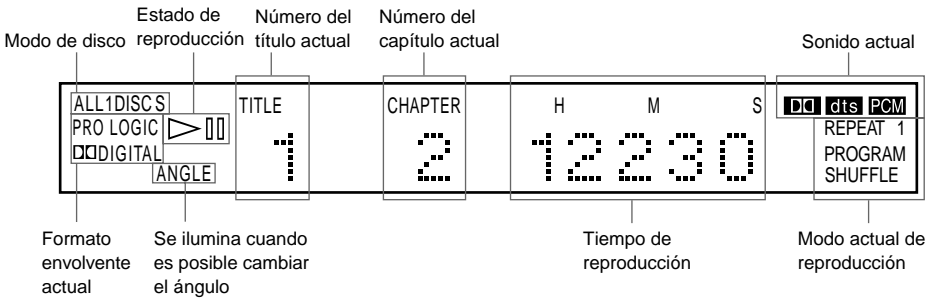 Modo de disco
Estado de
reproducción
Número del
título actual
Número del
capítulo actual
Sonido actual
ALL1DISCS
TITLE
CHAPTER
H M S
dts PCM
PRO LOGIC
DIGITAL
ANGLE
1
2
12230
REPEAT 1
PROGRAM
SHUFFLE
Formato
envolvente
actual
Se ilumina cuando
es posible cambiar
el ángulo
Tiempo de
reproducción
Modo actual de
reproducción